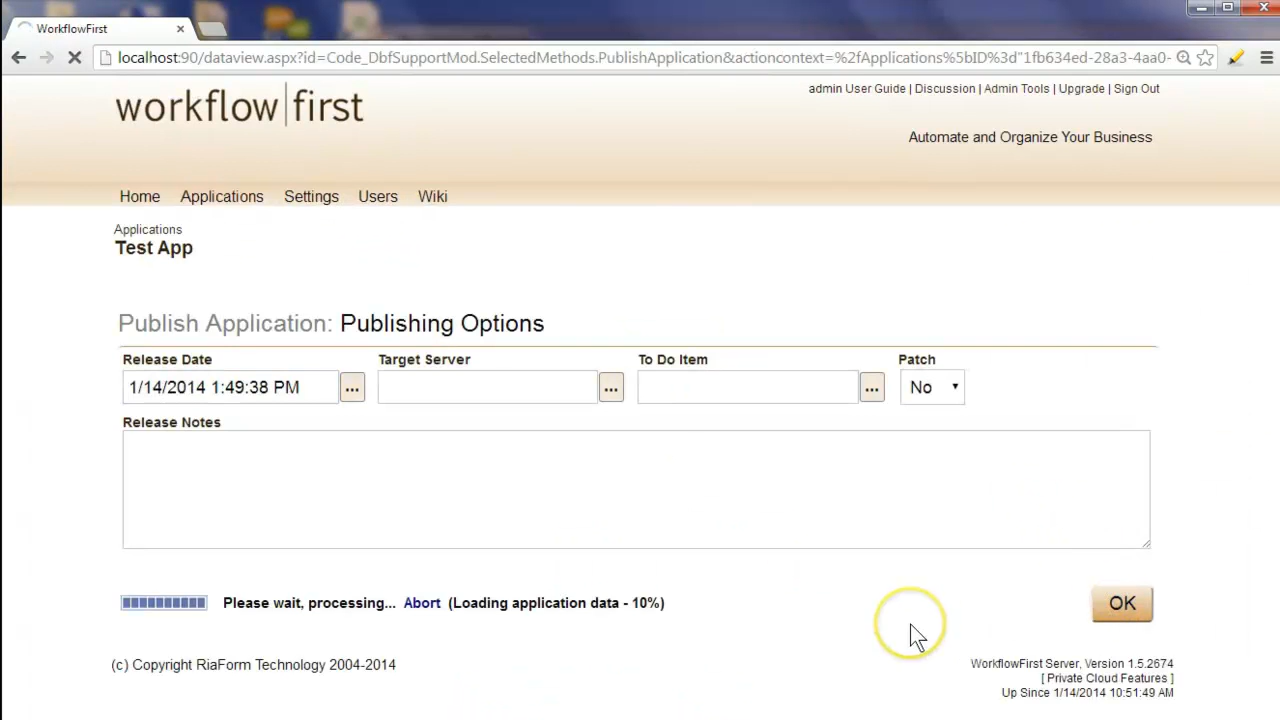 WorkflowFirst
localhost:90/dataview.aspx?id=Code_DbfSupportMod.SelectedMethods.PublishApplication&actioncontext=%2fApplications%5bID%3d"1fb634ed-28a3-4aa0-
workflow first
admin User Guide | Discussion | Admin Tools | Upgrade | Sign Out
Automate and Organize Your Business
Home Applications Settings Users Wiki
Applications
Test App
Publish Application: Publishing Options
Release Date Target Server To Do Item Patch
1/14/2014 1:49:38 PM ... ... ... No
Release Notes
Please wait, processing... Abort (Loading application data - 10%)
OK
(c) Copyright RiaForm Technology 2004-2014
WorkflowFirst Server, Version 1.5.2674
[ Private Cloud Features ]
Up Since 1/14/2014 10:51:49 AM